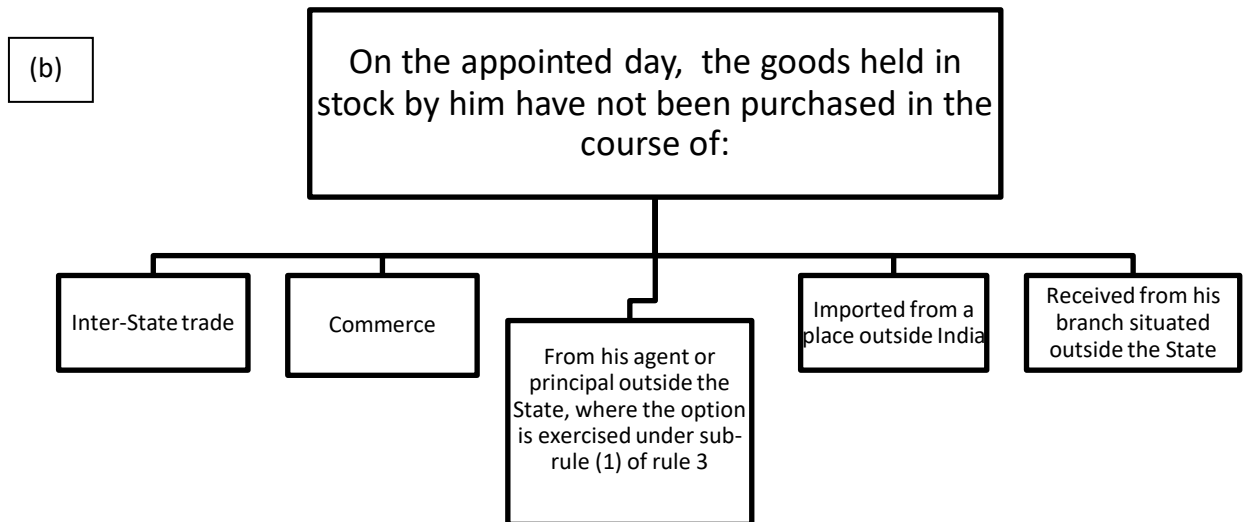 (b)
On the appointed day, the goods held in
stock by him have not been purchased in the
course of:
Inter-State trade
Commerce
From his agent or
principal outside the
State, where the option
is exercised under sub-
rule (1) of rule 3
Imported from a
place outside India
Received from his
branch situated
outside the State